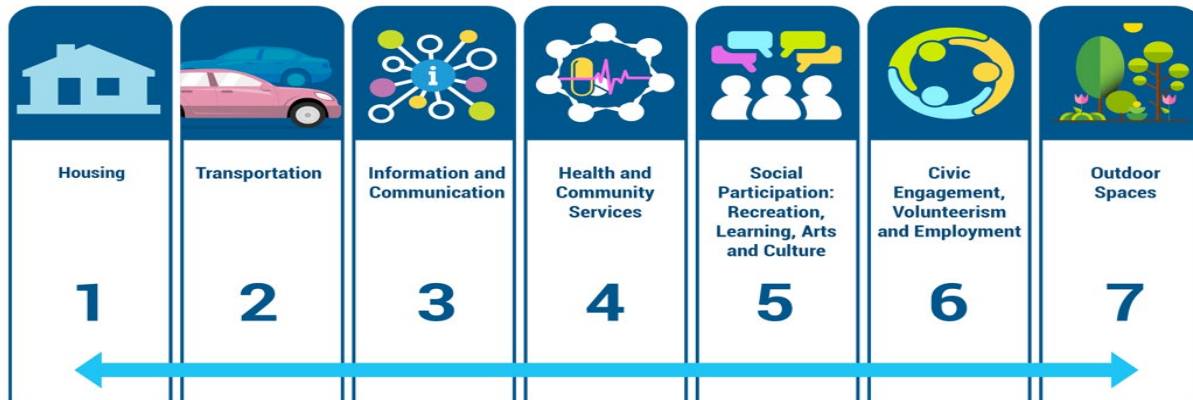 i
Housing
Transportation
Information and
Communication
Health and
Community
Services
Social
Participation:
Recreation,
Learning, Arts
and Culture
Civic
Engagement,
Volunteerism
and Employment
Outdoor
Spaces
1
2
3
4
5
6
7